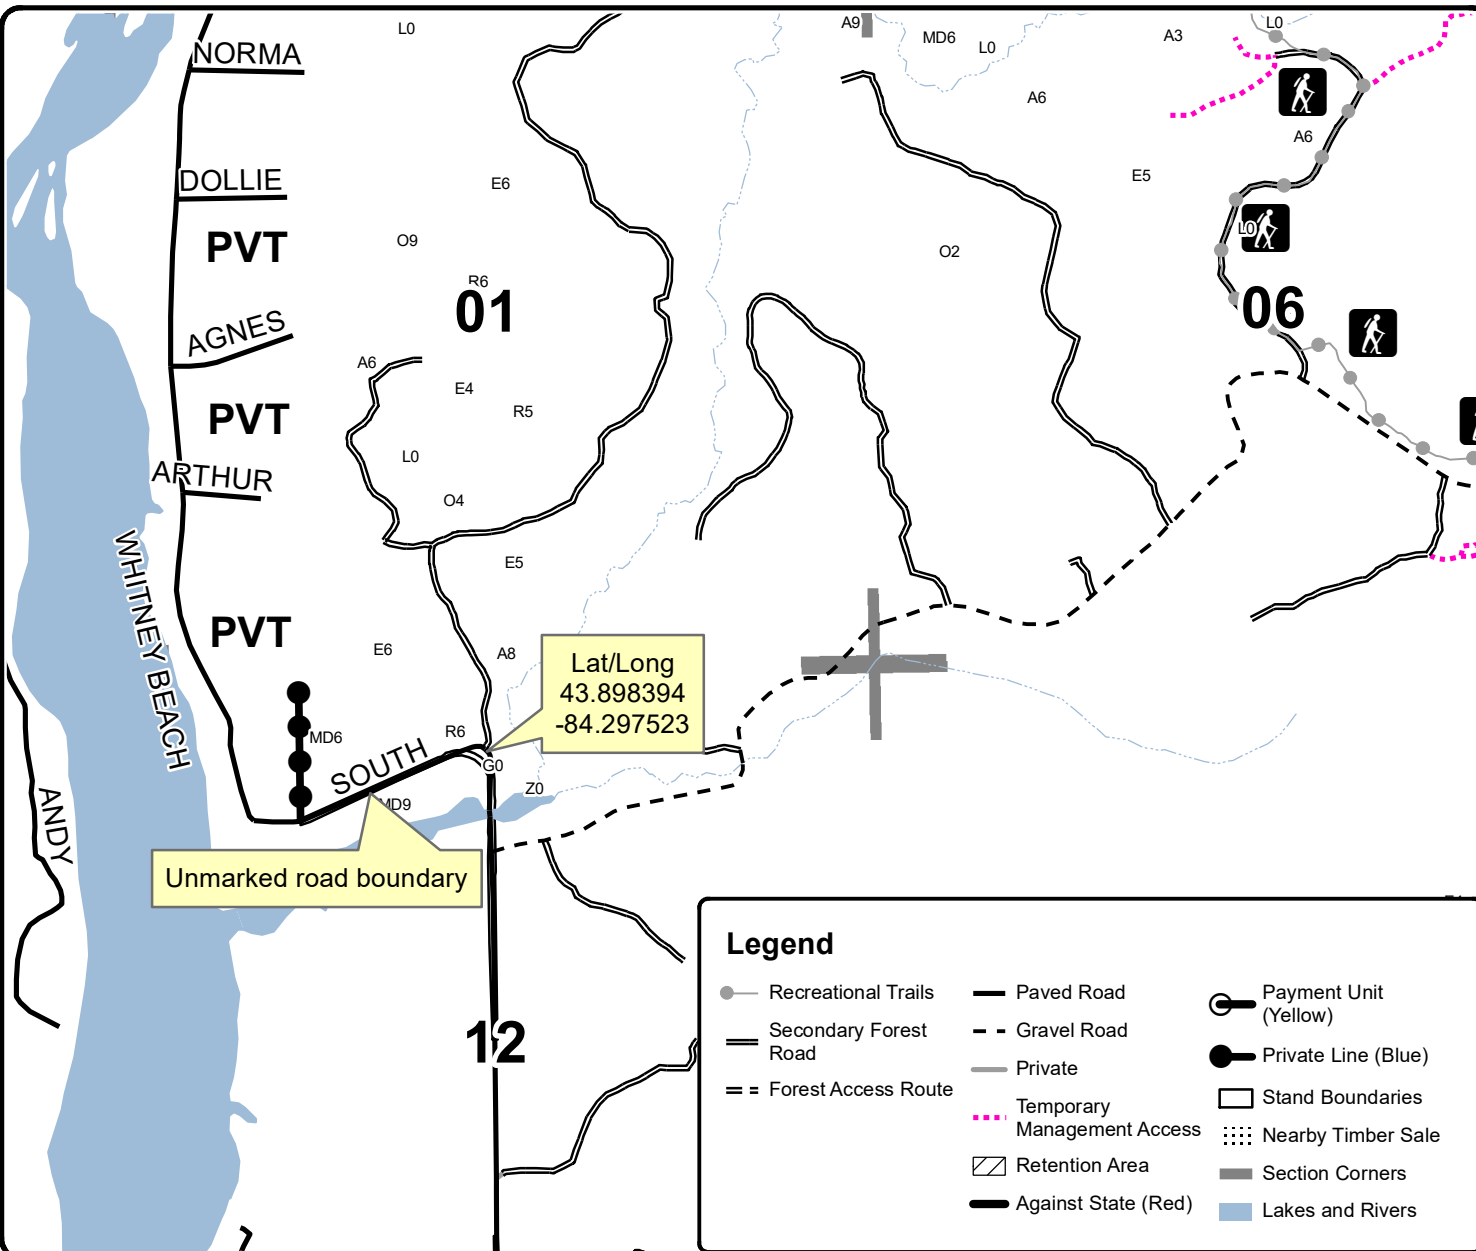 L0
A9
MD6
L0
A3
L0
NORMA
A6
A6
DOLLIE
E6
E5
PVT
O9
L0
O2
R6
01
06
AGNES
A6
E4
R5
PVT
L0
ARTHUR
O4
WHITNEY BEACH
E5
PVT
E6
A8
Lat/Long
43.898394
-84.297523
R6
MD6
SOUTH
G0
Z0
MD9
ANDY
Unmarked road boundary
12
Legend
Recreational Trails
Secondary Forest
Road
Forest Access Route
Paved Road
Gravel Road
Private
Temporary
Management Access
Retention Area
Against State (Red)
Payment Unit
(Yellow)
Private Line (Blue)
Stand Boundaries
Nearby Timber Sale
Section Corners
Lakes and Rivers